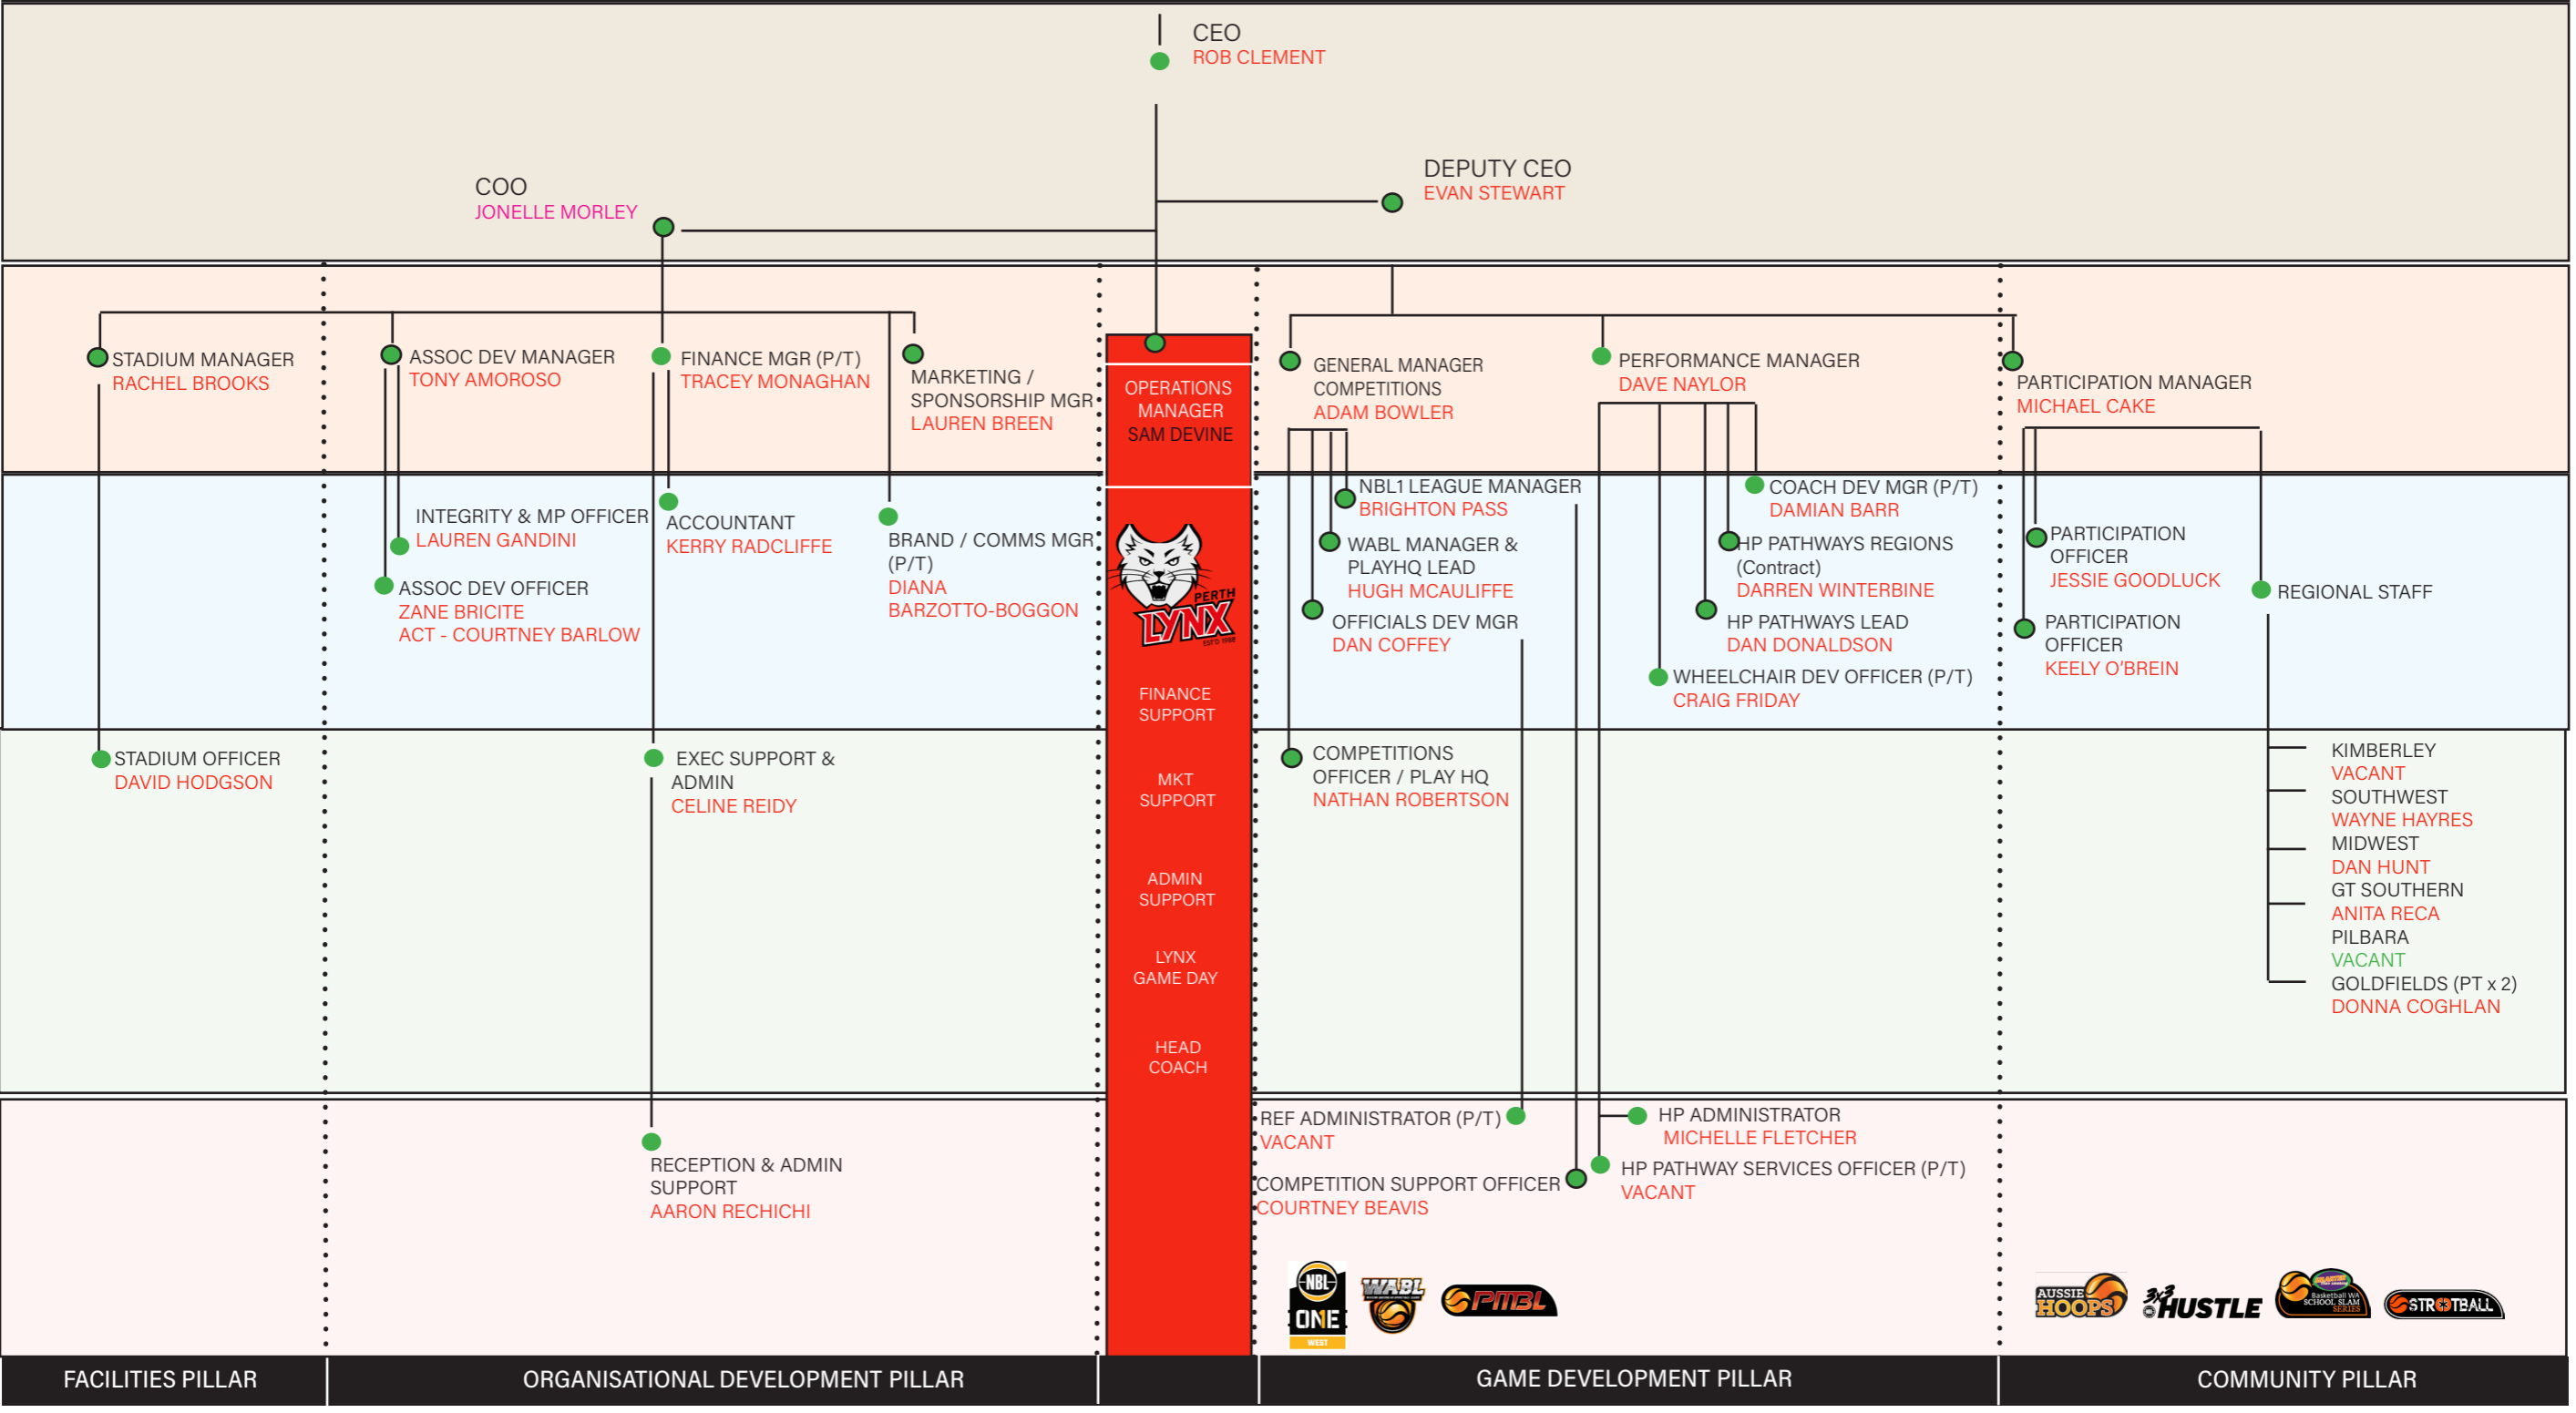 CEO
ROB CLEMENT
DEPUTY CEO
EVAN STEWART
COO
JONELLE MORLEY
STADIUM MANAGER
RACHEL BROOKS
ASSOC DEV MANAGER
TONY AMOROSO
FINANCE MGR (P/T)
TRACEY MONAGHAN
MARKETING /
SPONSORSHIP MGR
LAUREN BREEN
OPERATIONS
MANAGER
SAM DEVINE
GENERAL MANAGER
COMPETITIONS
ADAM BOWLER
PERFORMANCE MANAGER
DAVE NAYLOR
PARTICIPATION MANAGER
MICHAEL CAKE
INTEGRITY & MP OFFICER
LAUREN GANDINI
ASSOC DEV OFFICER
ZANE BRICITE
ACT - COURTNEY BARLOW
ACCOUNTANT
KERRY RADCLIFFE
BRAND / COMMS MGR
(P/T)
DIANA
BARZOTTO-BOGGON
PERTH
LYNX
EST'D 1988
FINANCE
SUPPORT
MKT
SUPPORT
ADMIN
SUPPORT
LYNX
GAME DAY
HEAD
COACH
NBL1 LEAGUE MANAGER
BRIGHTON PASS
WABL MANAGER &
PLAYHQ LEAD
HUGH MCAULIFFE
OFFICIALS DEV MGR
DAN COFFEY
COACH DEV MGR (P/T)
DAMIAN BARR
HP PATHWAYS REGIONS
(Contract)
DARREN WINTERBINE
HP PATHWAYS LEAD
DAN DONALDSON
WHEELCHAIR DEV OFFICER (P/T)
CRAIG FRIDAY
PARTICIPATION
OFFICER
JESSIE GOODLUCK
PARTICIPATION
OFFICER
KEELY O'BREIN
REGIONAL STAFF
STADIUM OFFICER
DAVID HODGSON
EXEC SUPPORT &
ADMIN
CELINE REIDY
COMPETITIONS
OFFICER / PLAY HQ
NATHAN ROBERTSON
KIMBERLEY
VACANT
SOUTHWEST
WAYNE HAYRES
MIDWEST
DAN HUNT
GT SOUTHERN
ANITA RECA
PILBARA
VACANT
GOLDFIELDS (PT x 2)
DONNA COGHLAN
RECEPTION & ADMIN
SUPPORT
AARON RECHICHI
REF ADMINISTRATOR (P/T)
VACANT
COMPETITION SUPPORT OFFICER
COURTNEY BEAVIS
HP ADMINISTRATOR
MICHELLE FLETCHER
HP PATHWAY SERVICES OFFICER (P/T)
VACANT
NBL
ON1E
WEST
WABL
PMBL
AUSSIE
HOOPS
3x3
HUSTLE
Basketball WA
SCHOOL SLAM
SERIES
STREETBALL
FACILITIES PILLAR
ORGANISATIONAL DEVELOPMENT PILLAR
GAME DEVELOPMENT PILLAR
COMMUNITY PILLAR